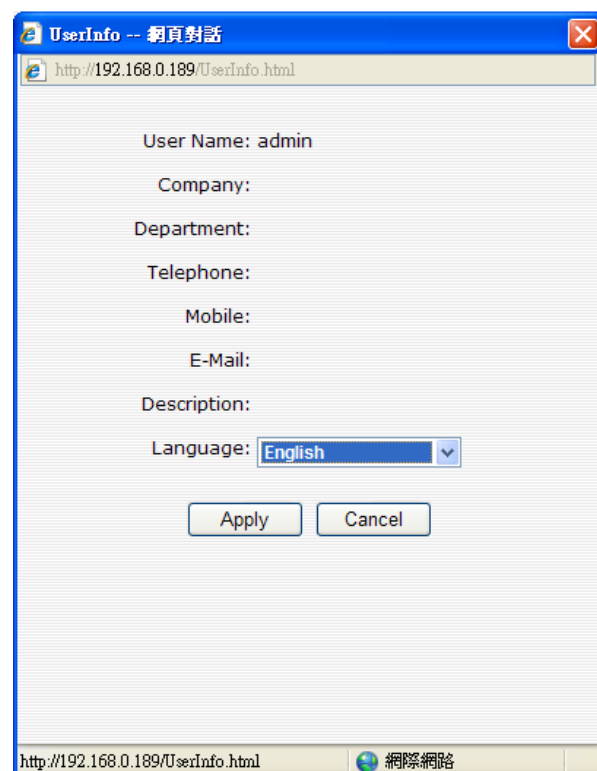 UserInfo -- 網頁對話
http://192.168.0.189/UserInfo.html
User Name: admin
Company:
Department:
Telephone:
Mobile:
E-Mail:
Description:
Language: English
Apply Cancel
http://192.168.0.189/UserInfo.html 網際網路